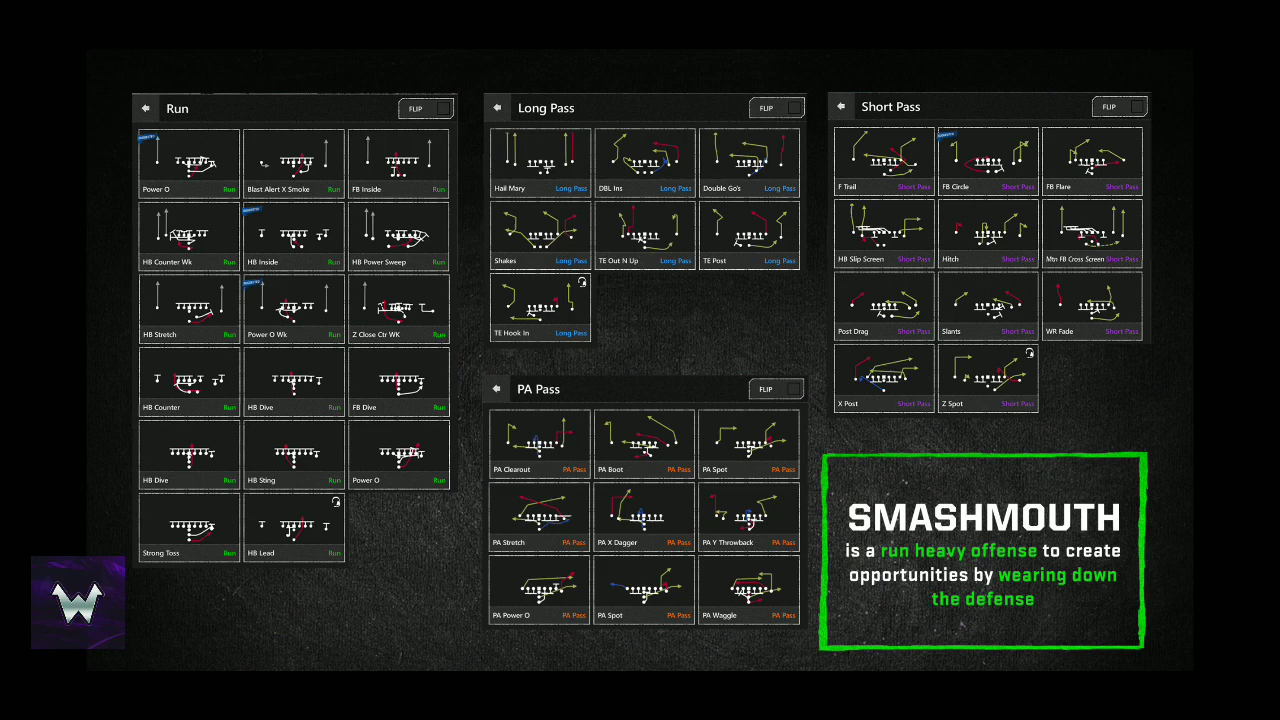 Run FLIP
Power O Run
Blast Alert X Smoke Run
FB Inside Run
HB Counter Wk Run
HB Inside Run
HB Power Sweep Run
HB Stretch Run
Power O Wk Run
Z Close Ctr WK Run
HB Counter Run
HB Dive Run
FB Dive Run
HB Dive Run
HB Sting Run
Power O Run
Strong Toss Run
HB Lead Run
Long Pass FLIP
Hail Mary Long Pass
DBL Ins Long Pass
Double Go's Long Pass
Shakes Long Pass
TE Out N Up Long Pass
TE Post Long Pass
TE Hook In Long Pass
PA Pass FLIP
PA Clearout PA Pass
PA Boot PA Pass
PA Spot PA Pass
PA Stretch PA Pass
PA X Dagger PA Pass
PA Y Throwback PA Pass
PA Power O PA Pass
PA Spot PA Pass
PA Waggle PA Pass
Short Pass FLIP
F Trail Short Pass
FB Circle Short Pass
FB Flare Short Pass
HB Slip Screen Short Pass
Hitch Short Pass
Mtn FB Cross Screen Short Pass
Post Drag Short Pass
Slants Short Pass
WR Fade Short Pass
X Post Short Pass
Z Spot Short Pass
SMASHMOUTH
is a run heavy offense to create
opportunities by wearing down
the defense